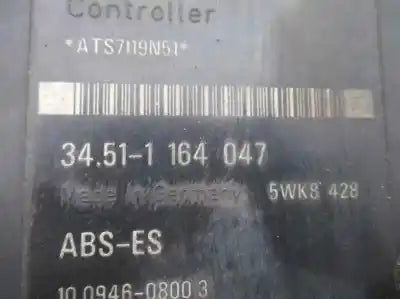 Controller
*ATS7119N51*
34.51-1 164 047
Made in Germany
5WK8 428
ABS-ES
10.0946-0800.3